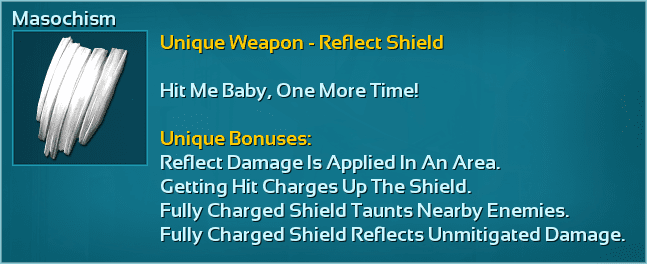 Masochism
Unique Weapon - Reflect Shield
Hit Me Baby, One More Time!
Unique Bonuses:
Reflect Damage Is Applied In An Area.
Getting Hit Charges Up The Shield.
Fully Charged Shield Taunts Nearby Enemies.
Fully Charged Shield Reflects Unmitigated Damage.